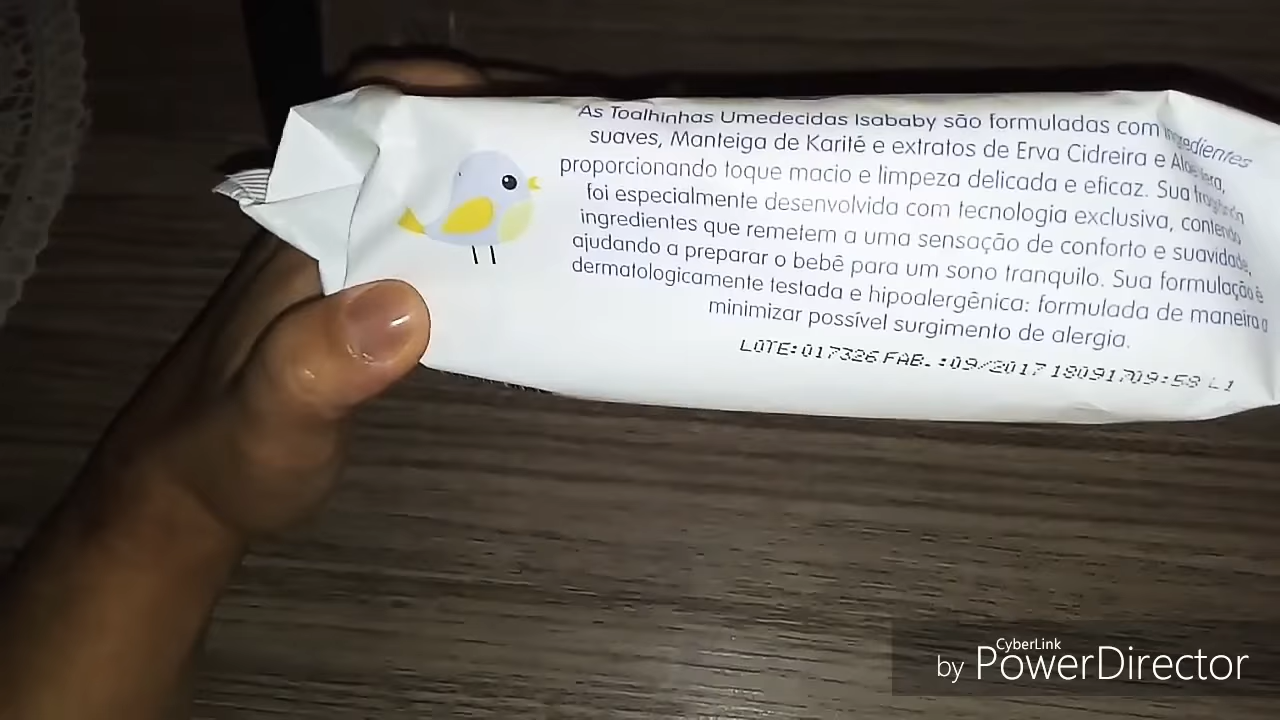 As Toalhinhas Umedecidas Isababy são formuladas com ingredientes
suaves, Manteiga de Karité e extratos de Erva Cidreira e Aloe Vera,
proporcionando toque macio e limpeza delicada e eficaz. Sua fragrância
foi especialmente desenvolvida com tecnologia exclusiva, contendo
ingredientes que remetem a uma sensação de conforto e suavidade,
ajudando a preparar o bebê para um sono tranquilo. Sua formulação é
dermatologicamente testada e hipoalergênica: formulada de maneira a
minimizar possível surgimento de alergia.
LOTE:017326 FAB.:09/2017 18091709:58 L1
CyberLink
by PowerDirector